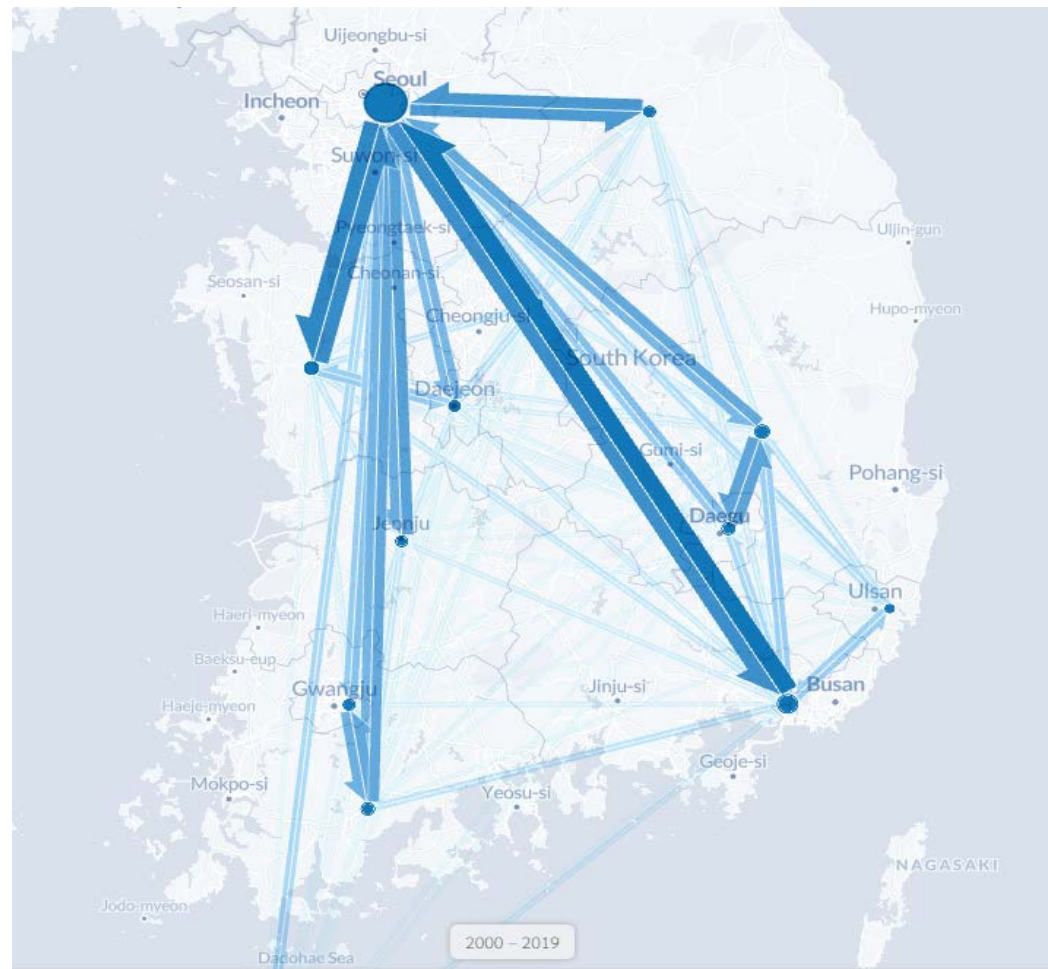 Uijeongbu-si
Seoul
Incheon
Suwon-si
Pyeongtaek-si
Uljin-gun
Cheonan-si
Seosan-si
Hupo-myeon
Cheongju-si
South Korea
Daejeon
Gumi-si
Pohang-si
Daegu
Jeonju
Ulsan
Haeri-myeon
Baeksu-eup
Gwangju
Jinju-si
Busan
Haeje-myeon
Geoje-si
Mokpo-si
Yeosu-si
NAGASAKI
Jodo-myeon
2000 – 2019
Dadohae Sea